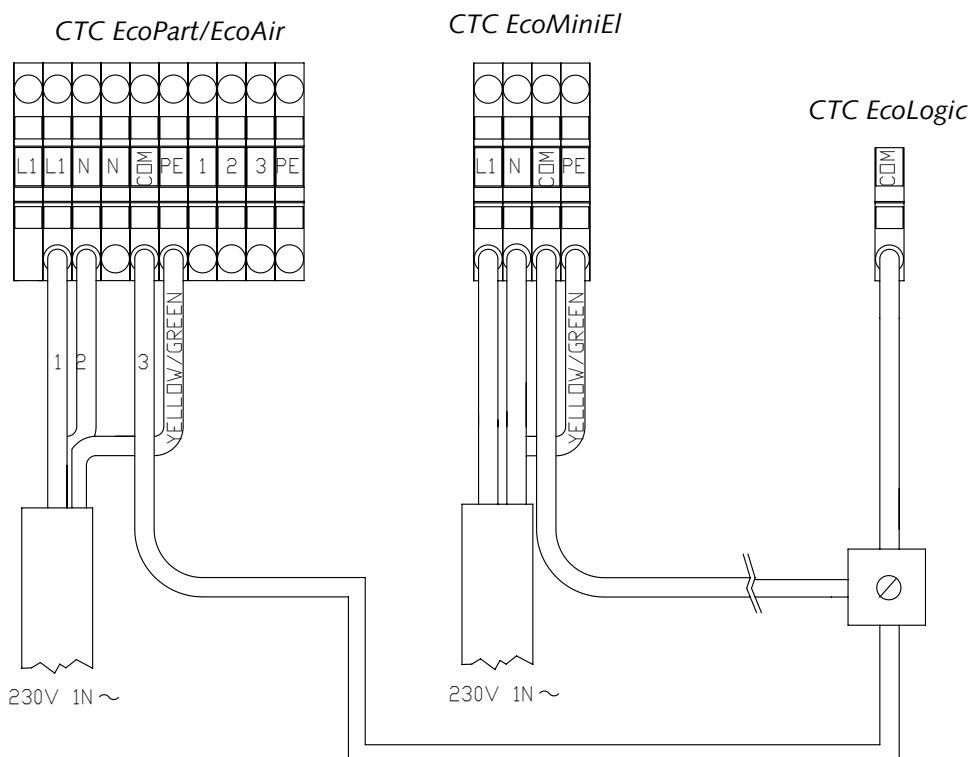 CTC EcoPart/EcoAir
CTC EcoMiniEl
CTC EcoLogic
L1 L1 N N COM PE 1 2 3 PE
L1 N COM PE
COM
1 2 3 YELLOW/GREEN
YELLOW/GREEN
230V 1N ~
230V 1N ~